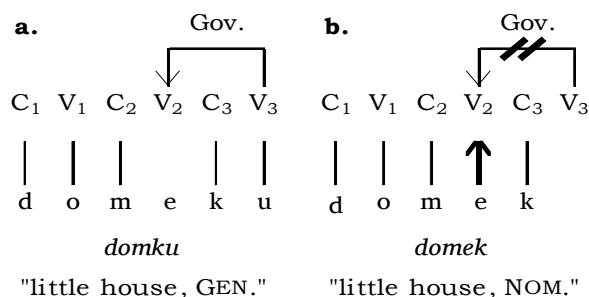 a. Gov. b. Gov.
C₁ V₁ C₂ V₂ C₃ V₃ C₁ V₁ C₂ V₂ C₃ V₃
d o m e k u d o m e k
domku domek
"little house, GEN." "little house, NOM."